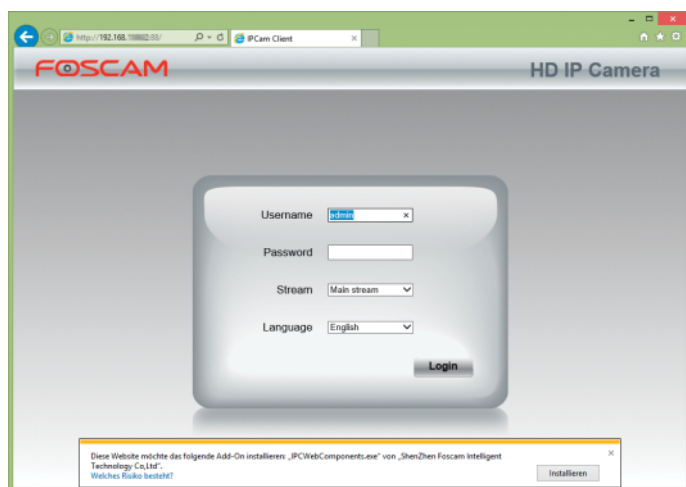 http://192.168.
IPCam Client
FOSCAM
HD IP Camera
Username admin
Password
Stream Main stream
Language English
Login
Diese Website möchte das folgende Add-On installieren: „IPCWebComponents.exe" von „ShenZhen Foscam Intelligent
Technology Co,Ltd".
Welches Risiko besteht?
Installieren